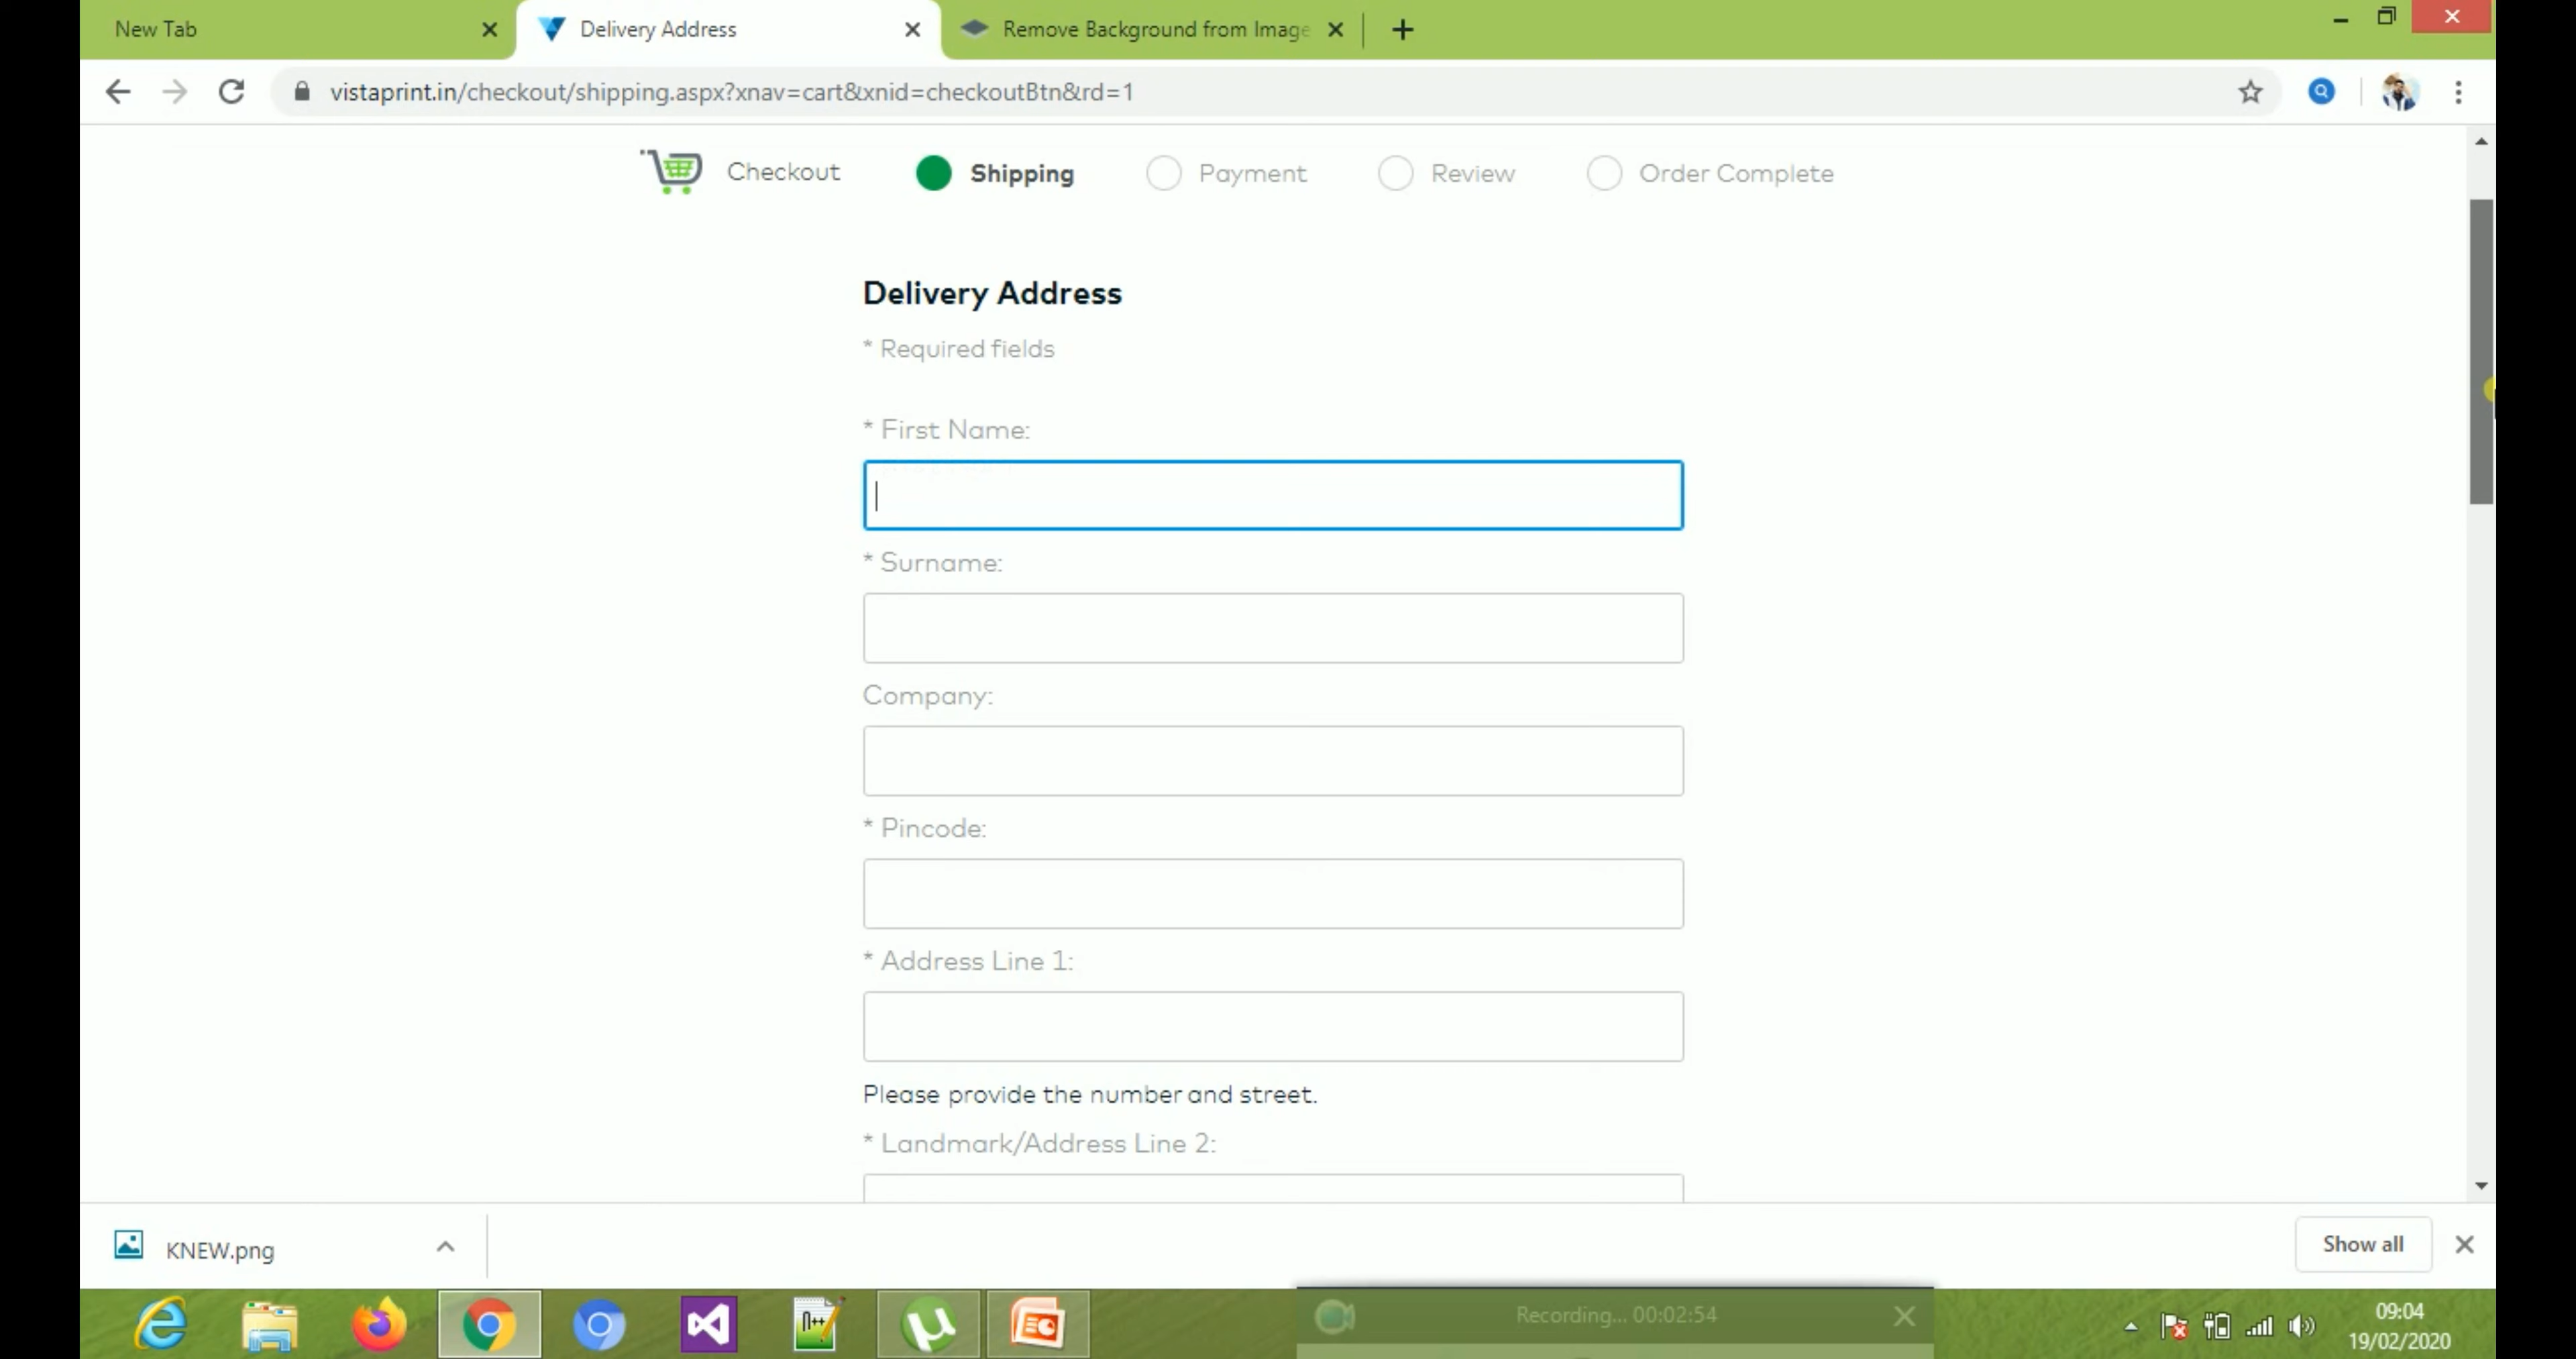 New Tab
Delivery Address
Remove Background from Image
vistaprint.in/checkout/shipping.aspx?xnav=cart&xnid=checkoutBtn&rd=1
Checkout
Shipping
Payment
Review
Order Complete
Delivery Address
* Required fields
* First Name:
* Surname:
Company:
* Pincode:
* Address Line 1:
Please provide the number and street.
* Landmark/Address Line 2:
KNEW.png
Show all
Recording... 00:02:54
09:04
19/02/2020